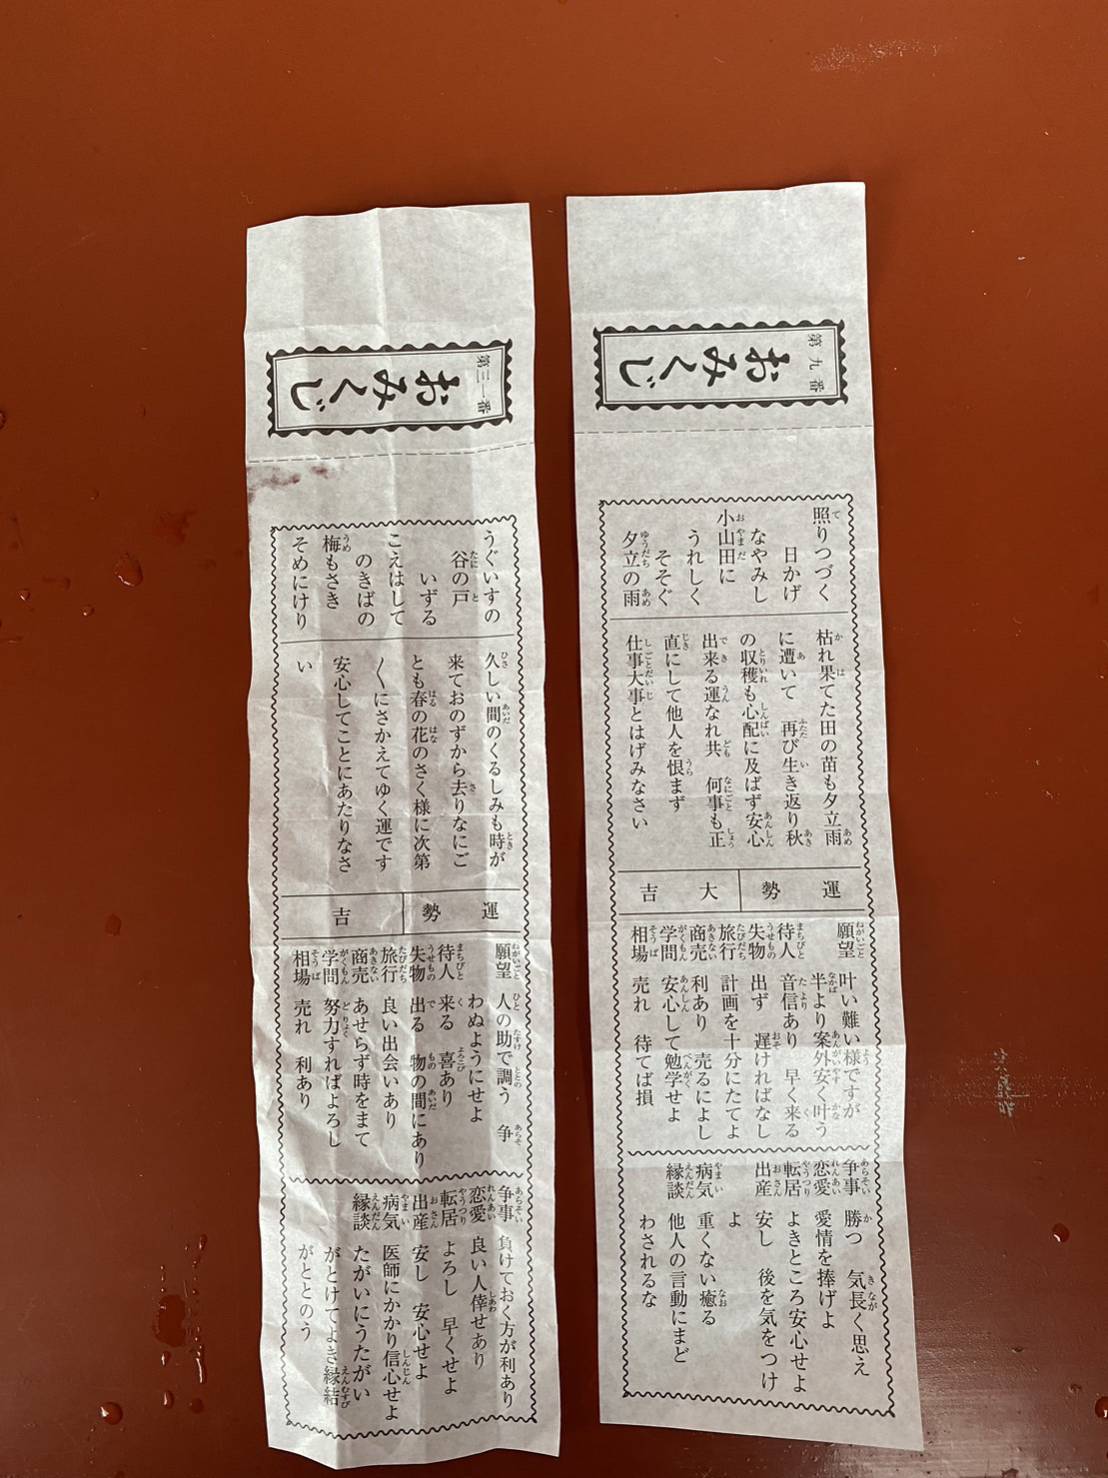 第九番
おみくじ
照りつづく
日かげ
なやみし
小山田に
うれしく
そそぐ
夕立の雨
枯れ果てた田の苗も夕立雨
に遭いて 再び生き返り秋
の収穫も心配に及ばず安心
出来る運なれ共 何事も正
直にして他人を恨まず
仕事大事とはげみなさい
運勢
大吉
願望 叶い難い様ですが
半より案外安く叶う
待人 音信あり 早く来る
失物 出ず 遅ければなし
旅行 計画を十分にたてよ
商売 利あり 売るによし
学問 安心して勉学せよ
相場 売れ 待てば損
争事 勝つ 気長く思え
恋愛 愛情を捧げよ
転居 よきところ安心せよ
出産 安し 後を気をつけ
よ
病気 重くない癒る
縁談 他人の言動にまど
わされるな
第三一番
おみくじ
うぐいすの
谷の戸
いずる
こえはして
のきばの
梅もさき
そめにけり
久しい間のくるしみも時が
来ておのずから去りなにご
とも春の花のさく様に次第
〳〵にさかえてゆく運です
安心してことにあたりなさ
い
運勢
吉
願望 人の助で調う 争
わぬようにせよ
待人 来る 喜あり
失物 出る 物の間にあり
旅行 良い出会いあり
商売 あせらず時をまて
学問 努力すればよろし
相場 売れ 利あり
争事 負けておく方が利あり
恋愛 良い人倖せあり
転居 よろし 早くせよ
出産 安し 安心せよ
病気 医師にかかり信心せよ
縁談 たがいにうたがい
がとけてよき縁結
がととのう